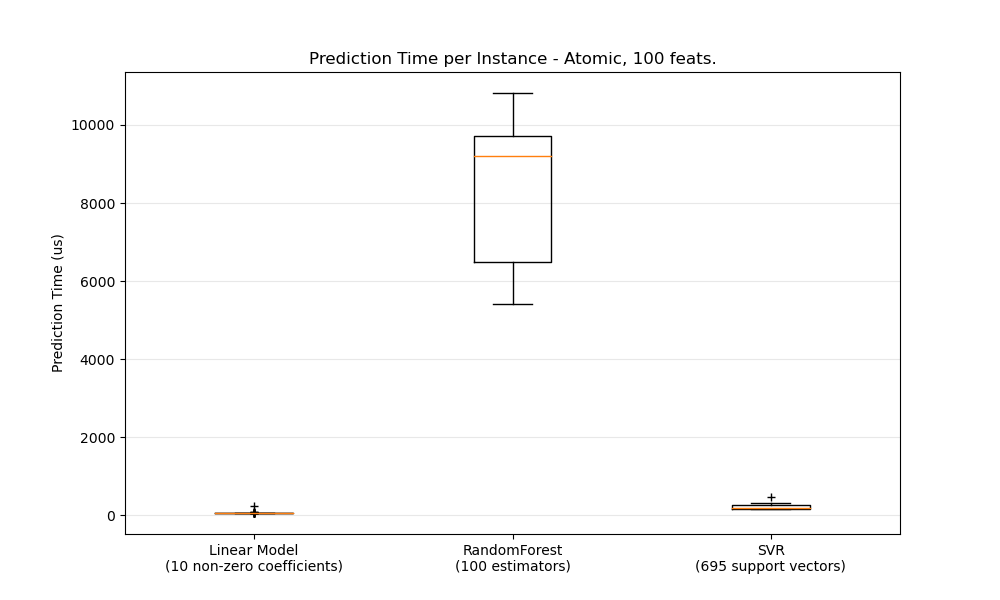 Prediction Time per Instance - Atomic, 100 feats.
Prediction Time (us)
10000
8000
6000
4000
2000
0
Linear Model
(10 non-zero coefficients)
RandomForest
(100 estimators)
SVR
(695 support vectors)